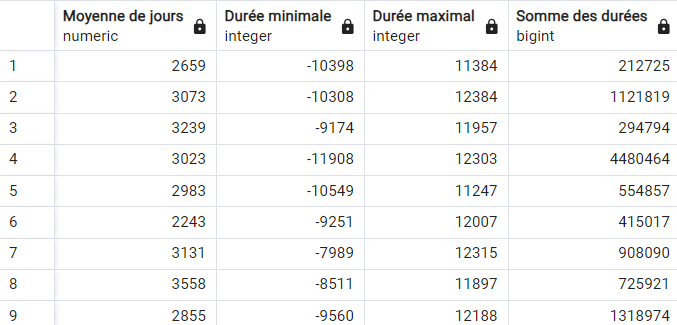 Moyenne de jours Durée minimale Durée maximal Somme des durées
numeric integer integer bigint
1 2659 -10398 11384 212725
2 3073 -10308 12384 1121819
3 3239 -9174 11957 294794
4 3023 -11908 12303 4480464
5 2983 -10549 11247 554857
6 2243 -9251 12007 415017
7 3131 -7989 12315 908090
8 3558 -8511 11897 725921
9 2855 -9560 12188 1318974